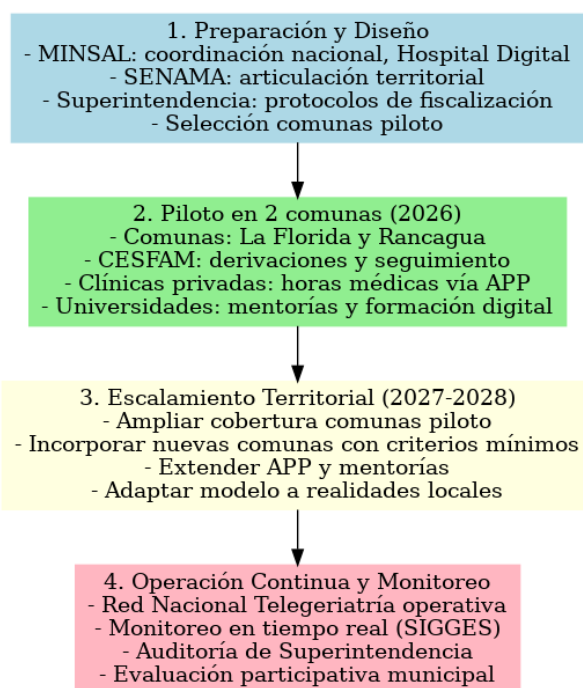 1. Preparación y Diseño
- MINSAL: coordinación nacional, Hospital Digital
- SENAMA: articulación territorial
- Superintendencia: protocolos de fiscalización
- Selección comunas piloto
2. Piloto en 2 comunas (2026)
- Comunas: La Florida y Rancagua
- CESFAM: derivaciones y seguimiento
- Clínicas privadas: horas médicas vía APP
- Universidades: mentorías y formación digital
3. Escalamiento Territorial (2027-2028)
- Ampliar cobertura comunas piloto
- Incorporar nuevas comunas con criterios mínimos
- Extender APP y mentorías
- Adaptar modelo a realidades locales
4. Operación Continua y Monitoreo
- Red Nacional Telegeriatría operativa
- Monitoreo en tiempo real (SIGGES)
- Auditoría de Superintendencia
- Evaluación participativa municipal